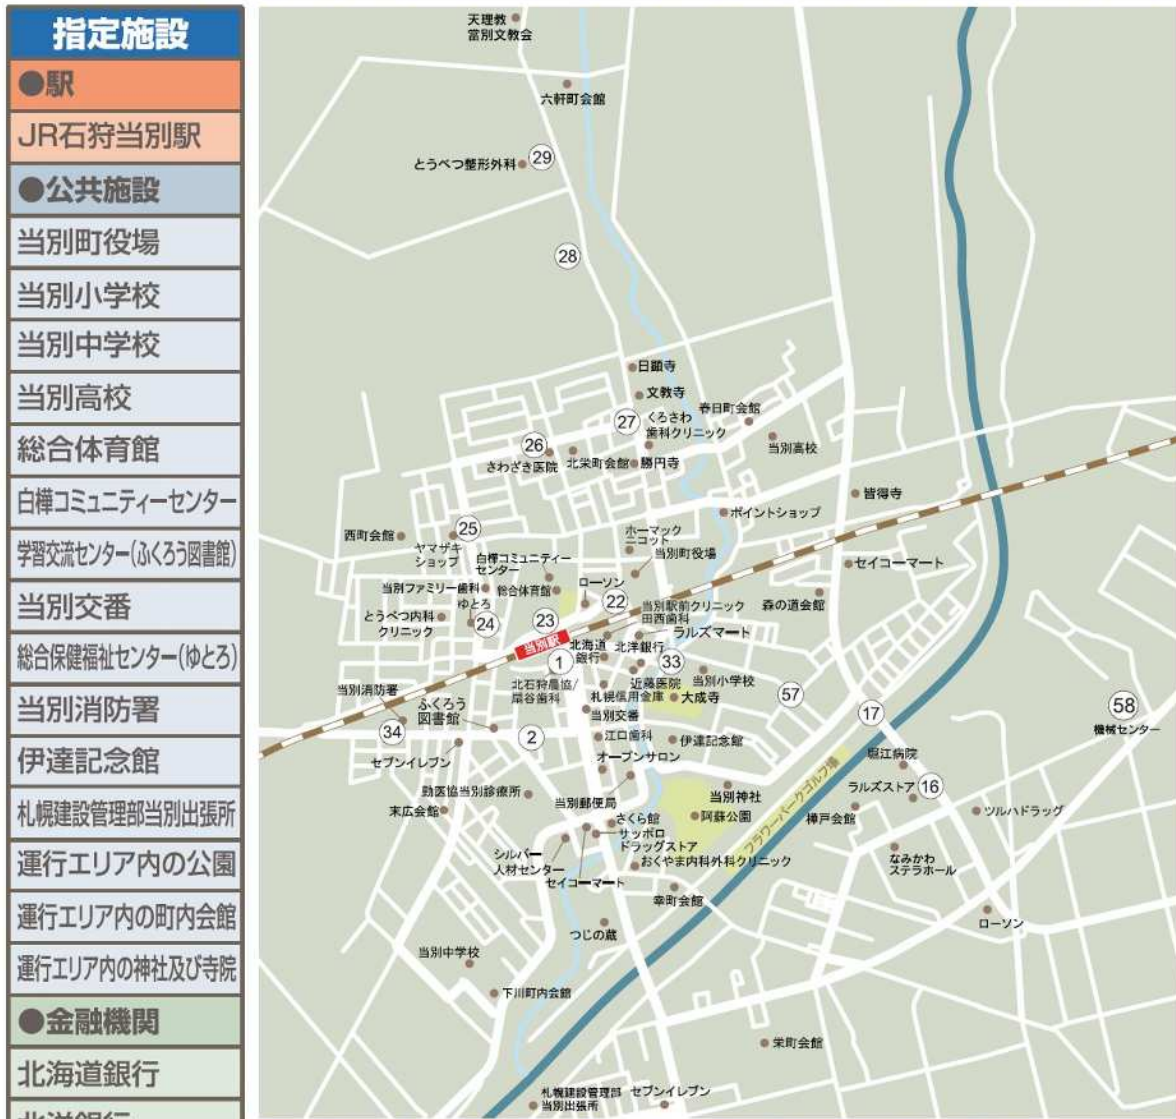 指定施設
●駅
JR石狩当別駅
●公共施設
当別町役場
当別小学校
当別中学校
当別高校
総合体育館
白樺コミュニティーセンター
学習交流センター(ふくろう図書館)
当別交番
総合保健福祉センター(ゆとろ)
当別消防署
伊達記念館
札幌建設管理部当別出張所
運行エリア内の公園
運行エリア内の町内会館
運行エリア内の神社及び寺院
●金融機関
北海道銀行
北洋銀行
天理教
當別文教会
六軒町会館
とうべつ整形外科
29
28
日顕寺
文教寺
27
くろさわ
歯科クリニック
春日町会館
当別高校
26
さわざき医院
北栄町会館
勝円寺
皆得寺
ポイントショップ
西町会館
25
ヤマザキ
ショップ
白樺コミュニティー
センター
ホーマック
ニコット
当別町役場
セイコーマート
当別ファミリー歯科
総合体育館
ローソン
22
森の道会館
とうべつ内科
クリニック
ゆとろ
24
23
当別駅前クリニック
田西歯科
当別駅
北海道
銀行
北洋銀行
ラルズマート
1
33
北石狩農協/
扇谷歯科
近藤医院
当別小学校
札幌信用金庫
大成寺
57
58
機械センター
当別消防署
34
ふくろう
図書館
当別交番
17
2
江口歯科
伊達記念館
セブンイレブン
オープンサロン
堀江病院
勤医協当別診療所
当別郵便局
当別神社
フラワーパークゴルフ場
ラルズストア
16
末広会館
さくら館
阿蘇公園
樺戸会館
ツルハドラッグ
サッポロ
ドラッグストア
シルバー
人材センター
セイコーマート
おくやま内科外科クリニック
なみかわ
ステラホール
幸町会館
ローソン
つじの蔵
当別中学校
下川町内会館
栄町会館
札幌建設管理部
当別出張所
セブンイレブン